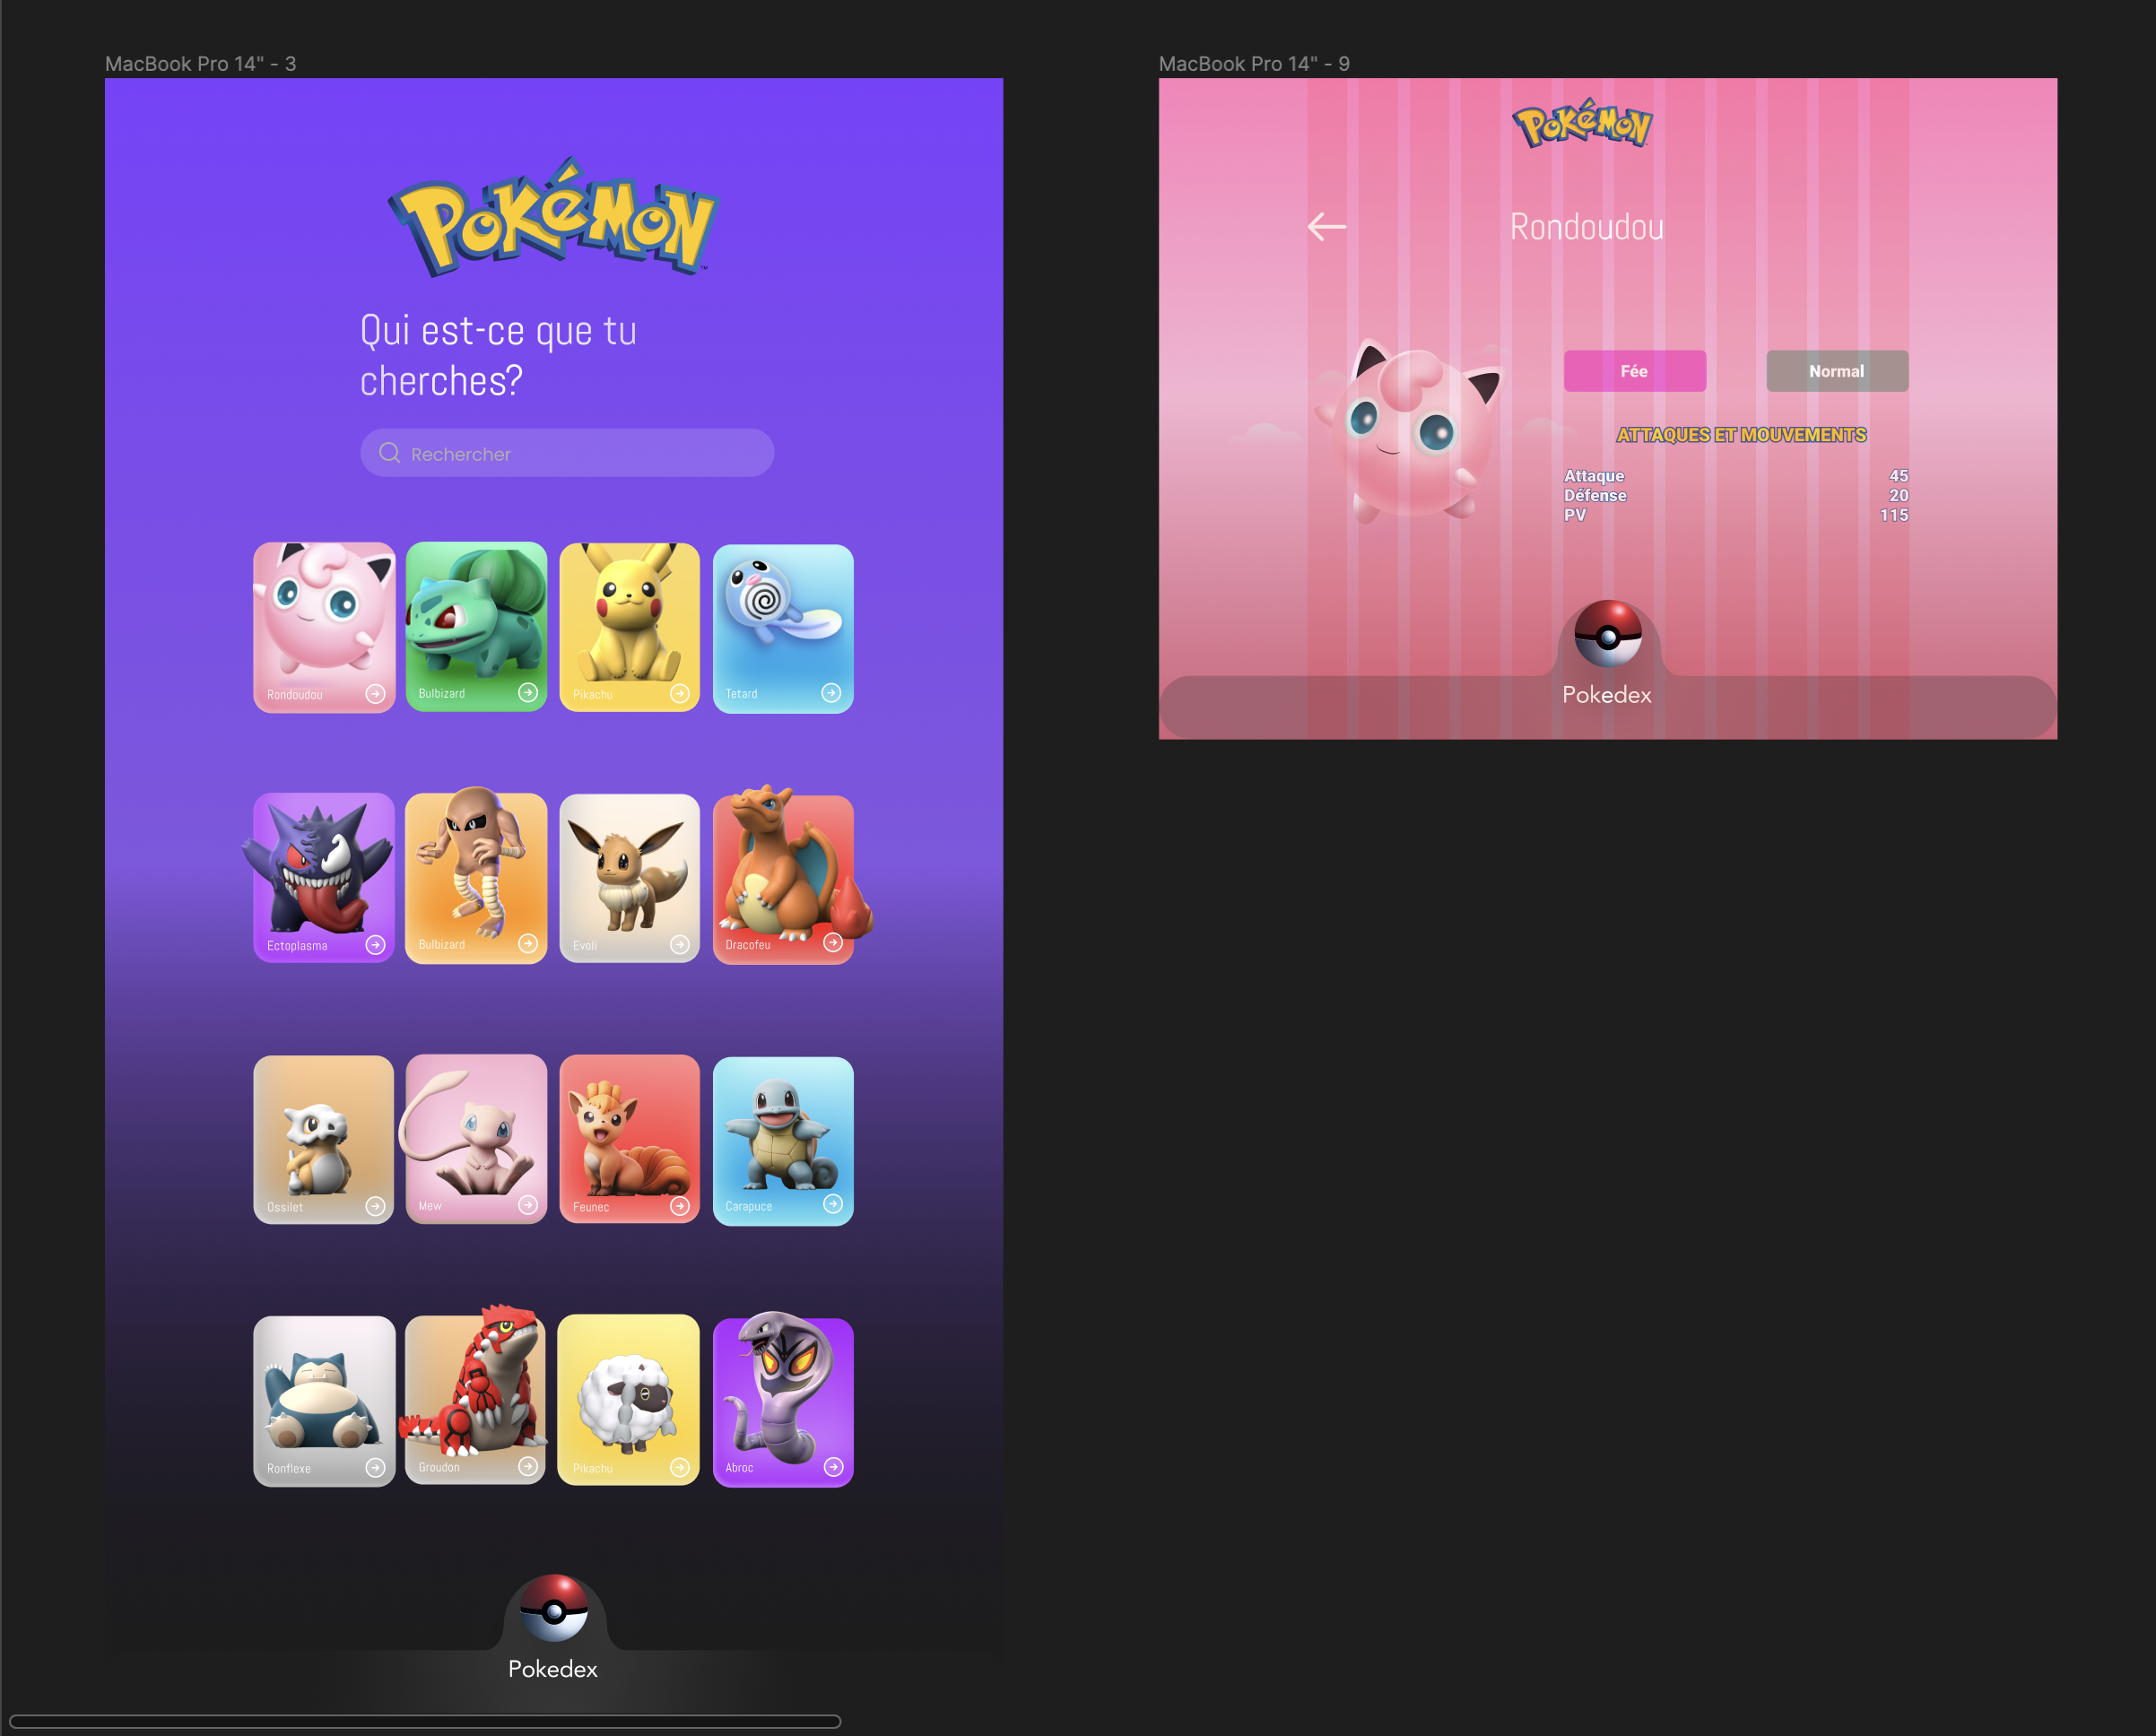 MacBook Pro 14" - 3
POKéMON
™
Qui est-ce que tu
cherches?
Rechercher
Rondoudou
Bulbizard
Pikachu
Tetard
Ectoplasma
Bulbizard
Evoli
Dracofeu
Ossilet
Mew
Feunec
Carapuce
Ronflexe
Groudon
Pikachu
Abroc
Pokedex
MacBook Pro 14" - 9
POKéMON
Rondoudou
Fée
Normal
ATTAQUES ET MOUVEMENTS
Attaque 45
Défense 20
PV 115
Pokedex